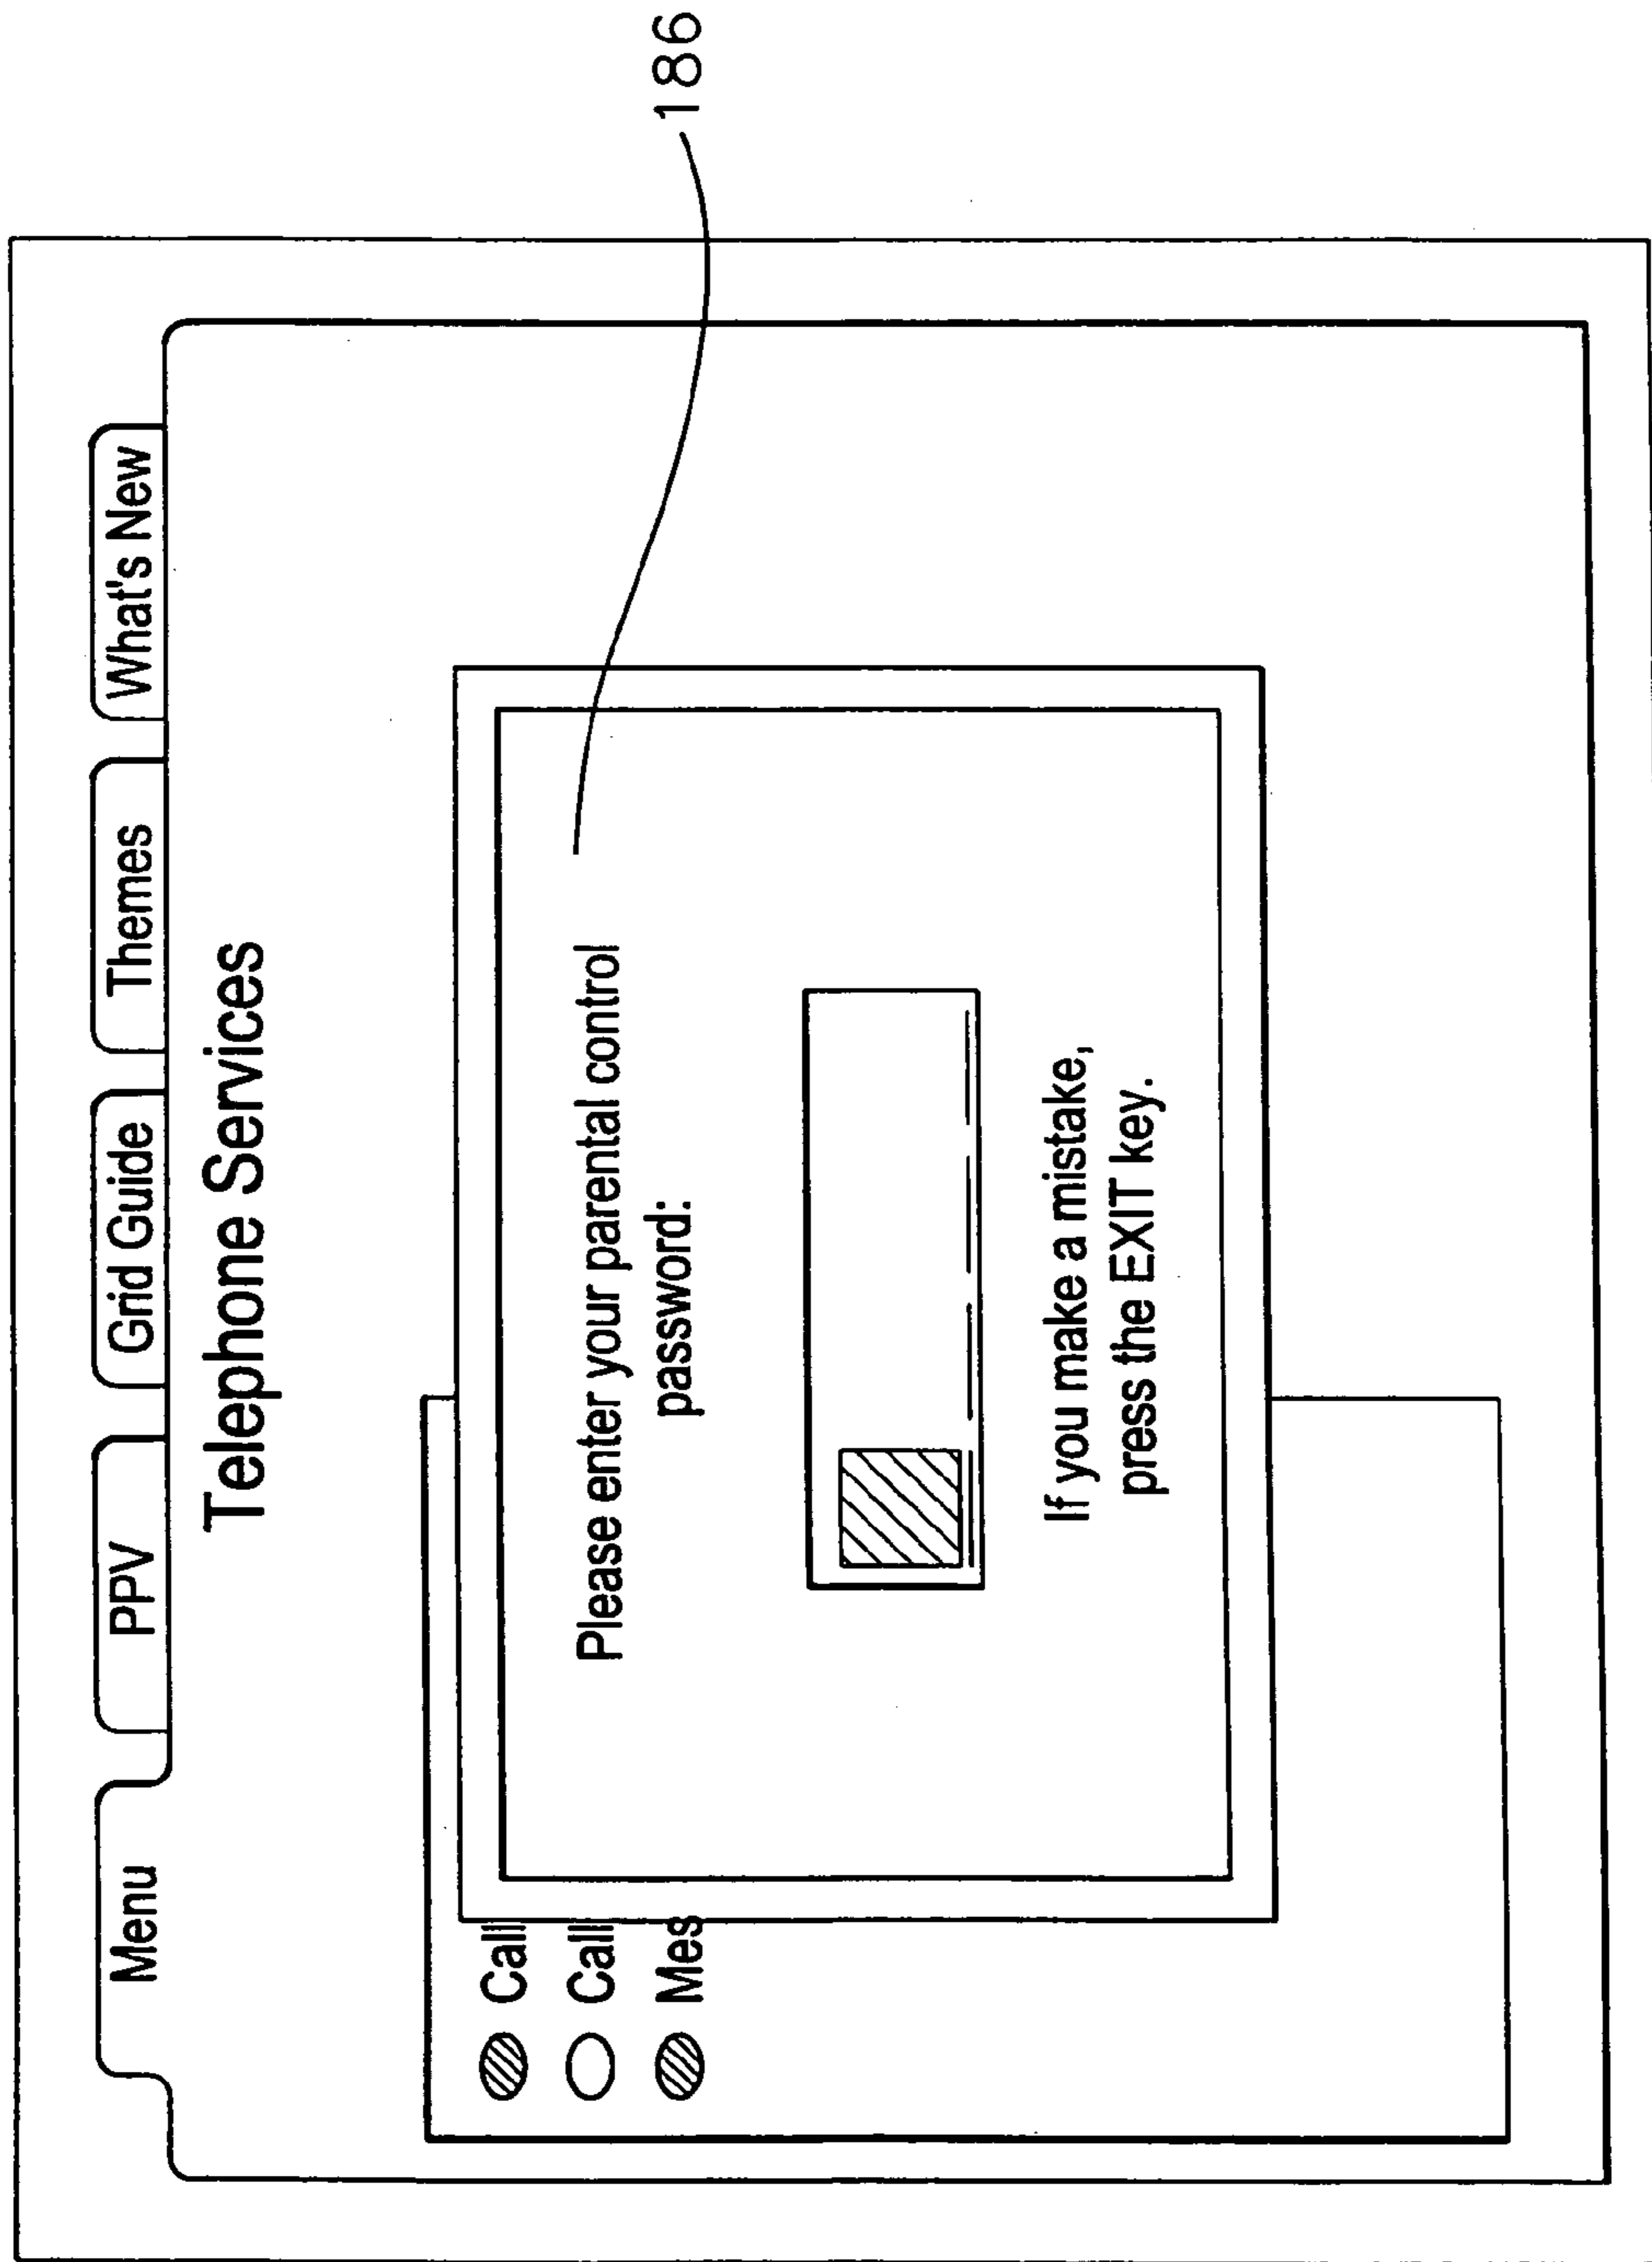 Menu
PPV
Grid Guide
Themes
What's New
Telephone Services
Call
Call
Mes
Please enter your parental control
password:
If you make a mistake,
press the EXIT key.
186